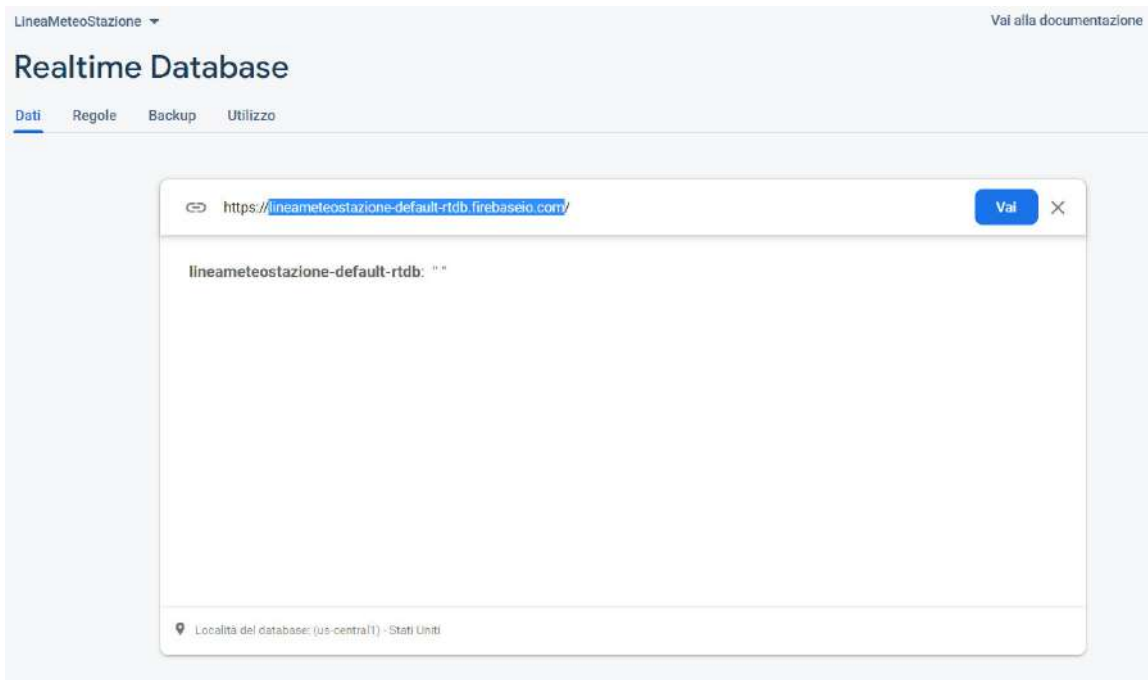 LineaMeteoStazione
Vai alla documentazione
Realtime Database
Dati Regole Backup Utilizzo
https://lineameteostazione-default-rtdb.firebaseio.com/
Vai
lineameteostazione-default-rtdb: " "
Località del database: (us-central1) - Stati Uniti